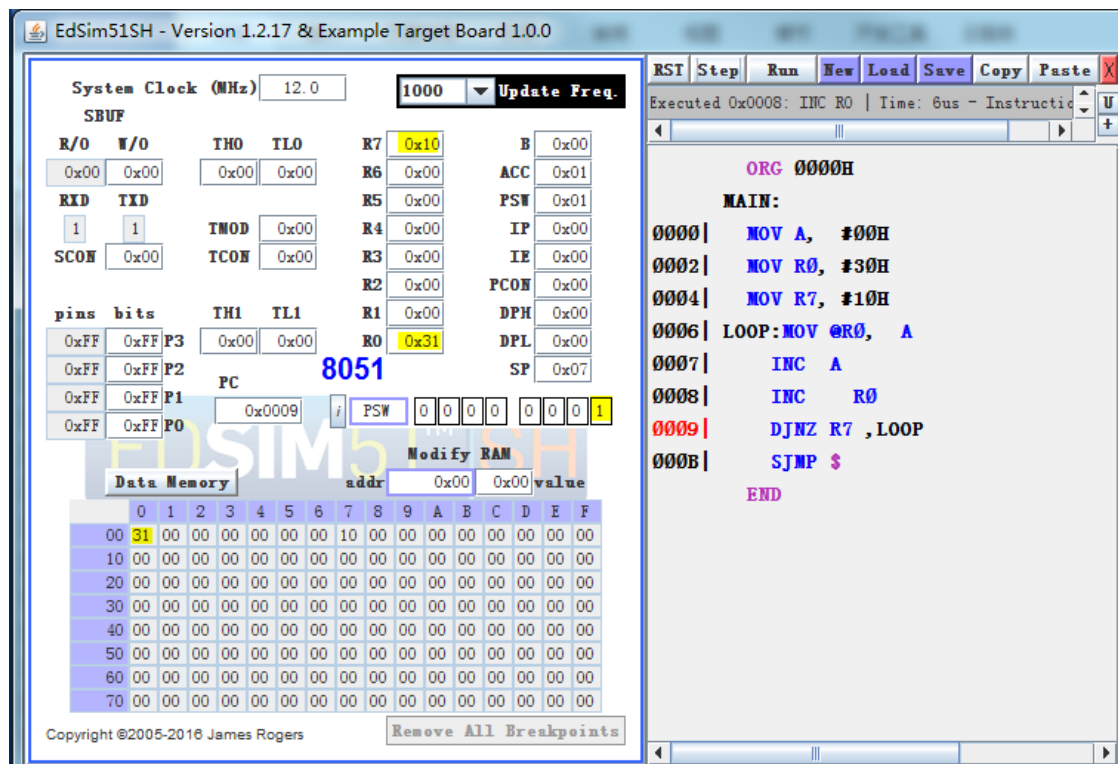 EdSim51SH - Version 1.2.17 & Example Target Board 1.0.0
System Clock (MHz) 12.0 1000 Update Freq.
SBUF
R/O W/O TH0 TL0 R7 0x10 B 0x00
0x00 0x00 0x00 0x00 R6 0x00 ACC 0x01
RXD TXD R5 0x00 PSW 0x01
1 1 TMOD 0x00 R4 0x00 IP 0x00
SCON 0x00 TCON 0x00 R3 0x00 IE 0x00
R2 0x00 PCON 0x00
pins bits TH1 TL1 R1 0x00 DPH 0x00
0xFF 0xFF P3 0x00 0x00 R0 0x31 DPL 0x00
0xFF 0xFF P2 8051 SP 0x07
PC
0xFF 0xFF P1 0x0009 i PSW 0 0 0 0 0 0 0 1
0xFF 0xFF P0
EDSIM51 SH
TM
Modify RAM
Data Memory addr 0x00 0x00 value
0 1 2 3 4 5 6 7 8 9 A B C D E F
00 31 00 00 00 00 00 00 10 00 00 00 00 00 00 00 00
10 00 00 00 00 00 00 00 00 00 00 00 00 00 00 00 00
20 00 00 00 00 00 00 00 00 00 00 00 00 00 00 00 00
30 00 00 00 00 00 00 00 00 00 00 00 00 00 00 00 00
40 00 00 00 00 00 00 00 00 00 00 00 00 00 00 00 00
50 00 00 00 00 00 00 00 00 00 00 00 00 00 00 00 00
60 00 00 00 00 00 00 00 00 00 00 00 00 00 00 00 00
70 00 00 00 00 00 00 00 00 00 00 00 00 00 00 00 00
Copyright ©2005-2016 James Rogers Remove All Breakpoints
RST Step Run New Load Save Copy Paste X
Executed 0x0008: INC R0 | Time: 6us - Instructic U
+
ORG 0000H
MAIN:
0000| MOV A, #00H
0002| MOV R0, #30H
0004| MOV R7, #10H
0006| LOOP:MOV @R0, A
0007| INC A
0008| INC R0
0009| DJNZ R7 ,LOOP
000B| SJMP $
END